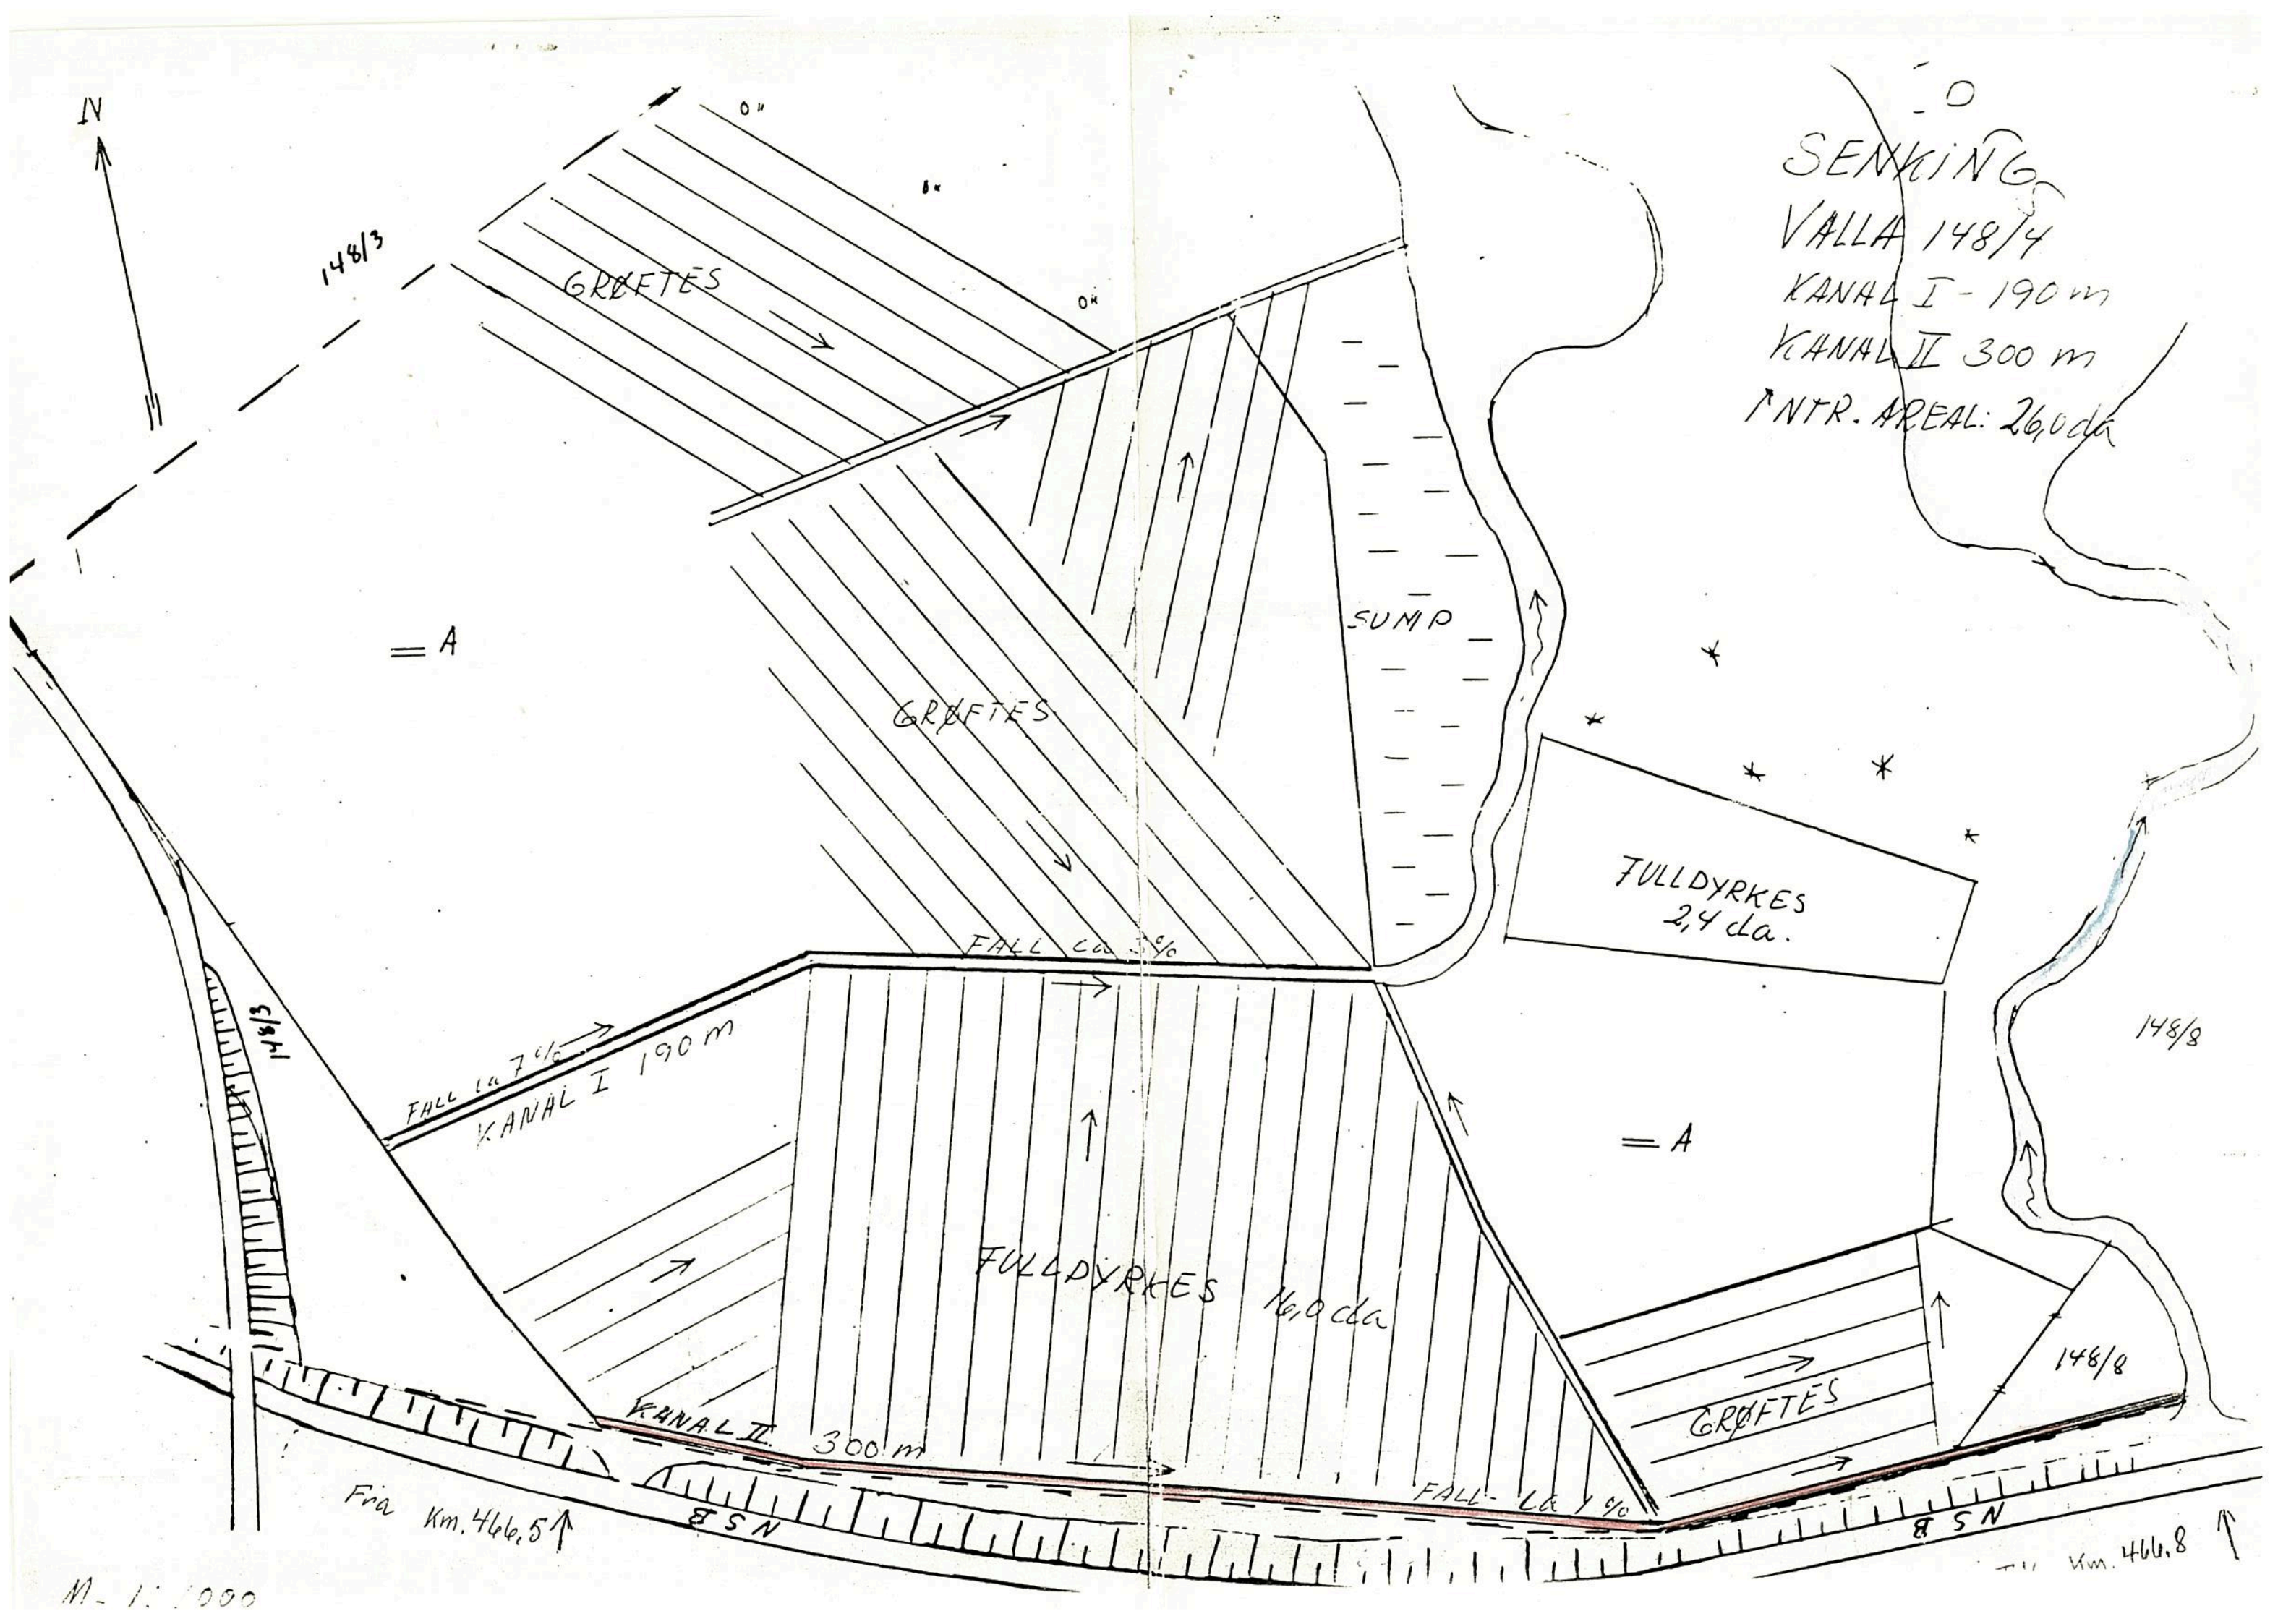 N
SENKING
VALLA 148/4
KANAL I - 190 m
KANAL II 300 m
INTR. AREAL: 26,0 da
148/3
GRØFTES
= A
SUMP
GRØFTES
FULLDYRKES
2,4 da.
FALL ca 3%
148/3
FALL ca 7%
KANAL I 190 m
148/8
= A
FULLDYRKES 16,0 da
148/8
GRØFTES
KANAL II 300 m
FALL - ca 1%
Fra Km. 466,5
NSB
NSB
Km. 466,8
M- 1: